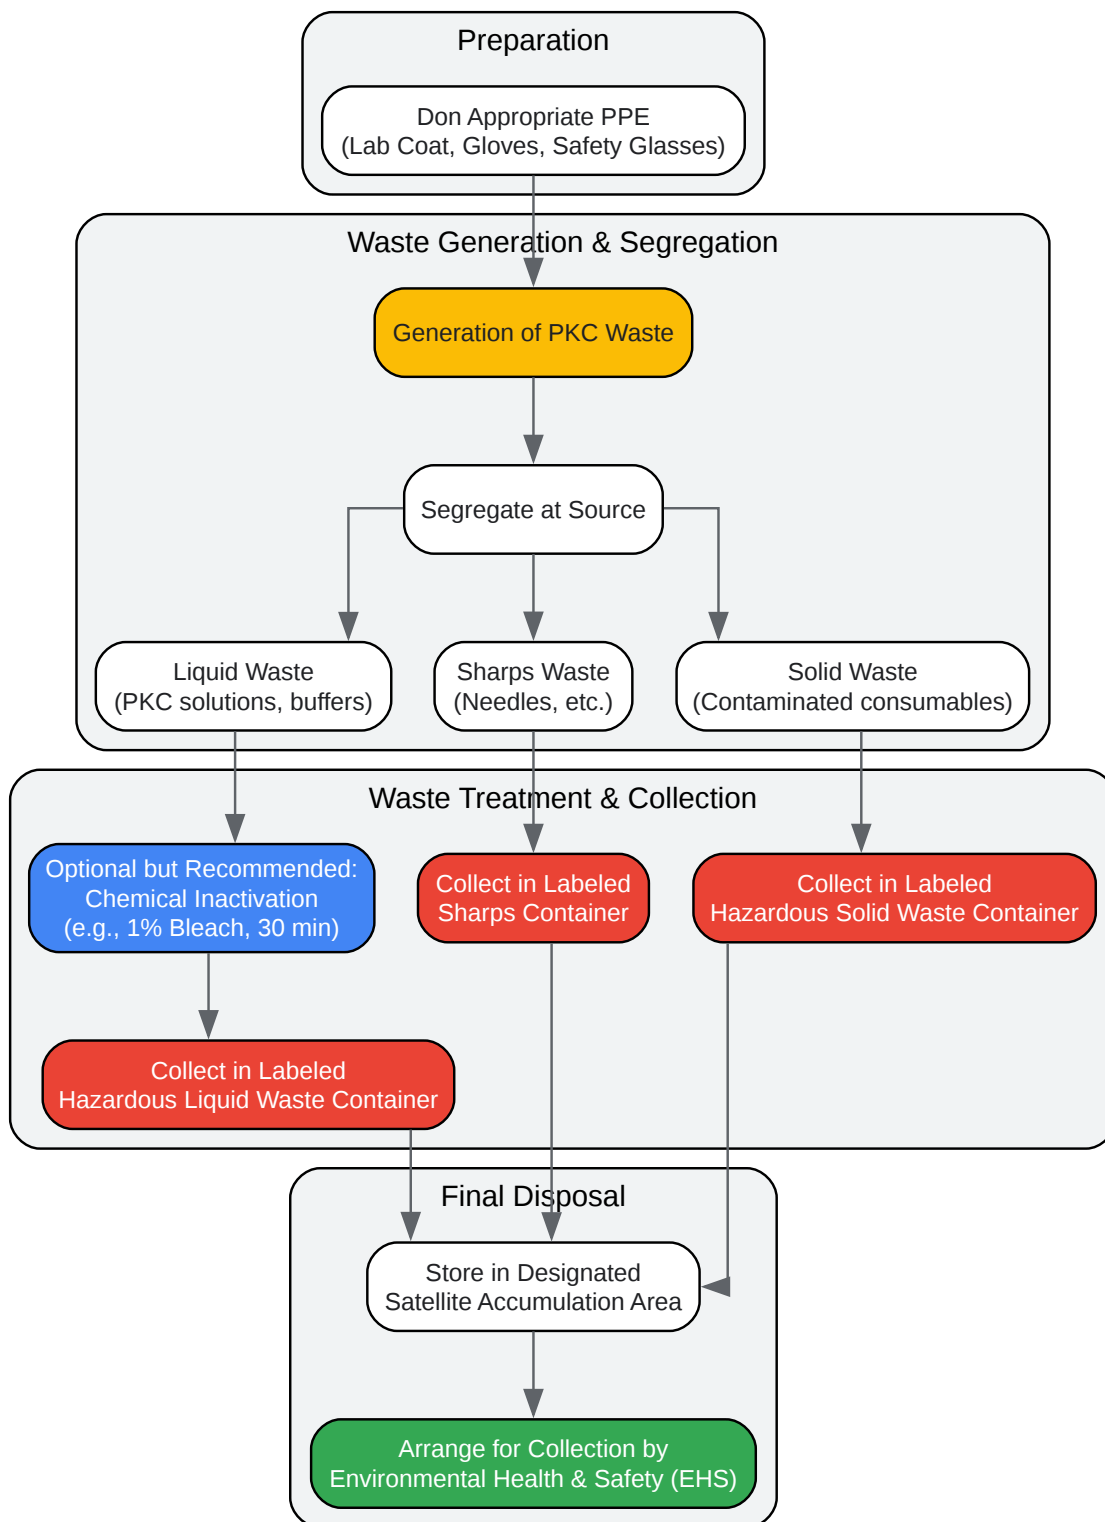 Preparation
Don Appropriate PPE
(Lab Coat, Gloves, Safety Glasses)
Waste Generation & Segregation
Generation of PKC Waste
Segregate at Source
Liquid Waste
(PKC solutions, buffers)
Sharps Waste
(Needles, etc.)
Solid Waste
(Contaminated consumables)
Waste Treatment & Collection
Optional but Recommended:
Chemical Inactivation
(e.g., 1% Bleach, 30 min)
Collect in Labeled
Sharps Container
Collect in Labeled
Hazardous Solid Waste Container
Collect in Labeled
Hazardous Liquid Waste Container
Final Disposal
Store in Designated
Satellite Accumulation Area
Arrange for Collection by
Environmental Health & Safety (EHS)